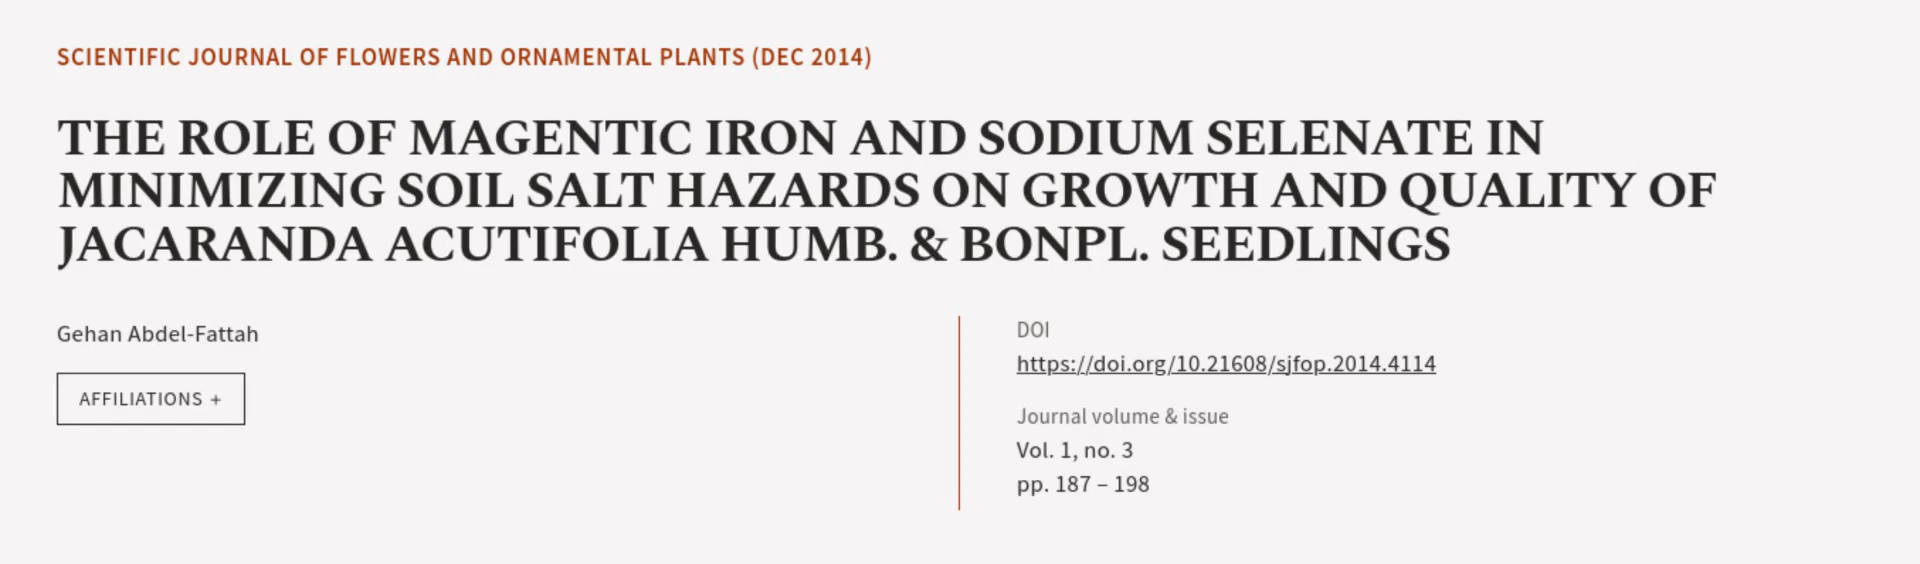 SCIENTIFIC JOURNAL OF FLOWERS AND ORNAMENTAL PLANTS (DEC 2014)
THE ROLE OF MAGENTIC IRON AND SODIUM SELENATE IN
MINIMIZING SOIL SALT HAZARDS ON GROWTH AND QUALITY OF
JACARANDA ACUTIFOLIA HUMB. & BONPL. SEEDLINGS
Gehan Abdel-Fattah
AFFILIATIONS +
DOI
https://doi.org/10.21608/sjfop.2014.4114
Journal volume & issue
Vol. 1, no. 3
pp. 187 – 198